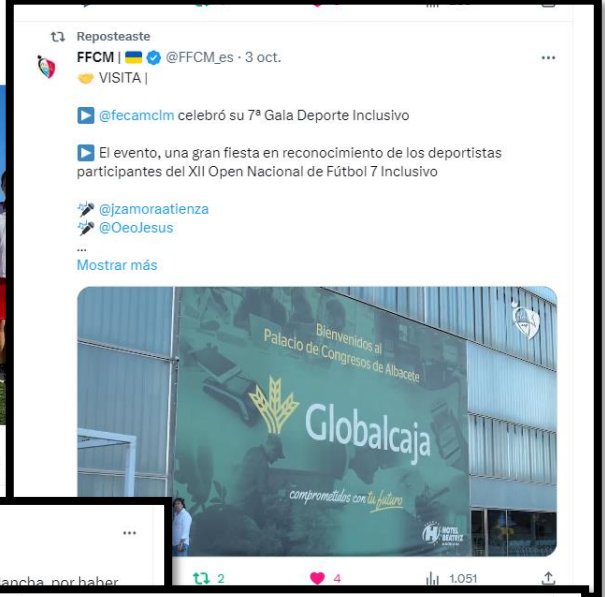 Reposteaste
FFCM | 🇺🇦 @FFCM_es · 3 oct.
🤝 VISITA |
▶ @fecamclm celebró su 7ª Gala Deporte Inclusivo
▶ El evento, una gran fiesta en reconocimiento de los deportistas
participantes del XII Open Nacional de Fútbol 7 Inclusivo
🎤 @jzamoraatienza
🎤 @OeoJesus
...
Mostrar más
Bienvenidos al
Palacio de Congresos de Albacete
Globalcaja
comprometidos con tu futuro
HOTEL
BEATRIZ
2 4 1.051
por haber